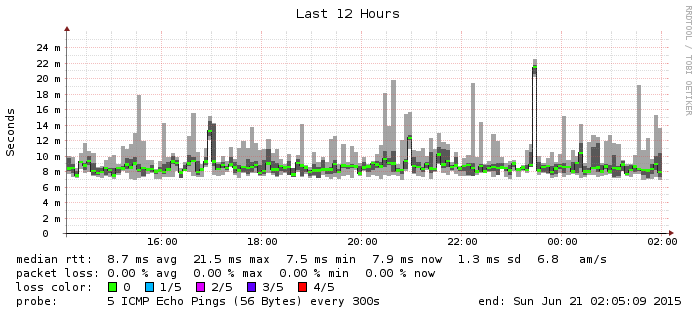 Last 12 Hours
RRDTOOL / TOBI OETIKER
Seconds
24 m
22 m
20 m
18 m
16 m
14 m
12 m
10 m
8 m
6 m
4 m
2 m
0
16:00 18:00 20:00 22:00 00:00 02:00
median rtt: 8.7 ms avg 21.5 ms max 7.5 ms min 7.9 ms now 1.3 ms sd 6.8 am/s
packet loss: 0.00 % avg 0.00 % max 0.00 % min 0.00 % now
loss color: 0 1/5 2/5 3/5 4/5
probe: 5 ICMP Echo Pings (56 Bytes) every 300s end: Sun Jun 21 02:05:09 2015